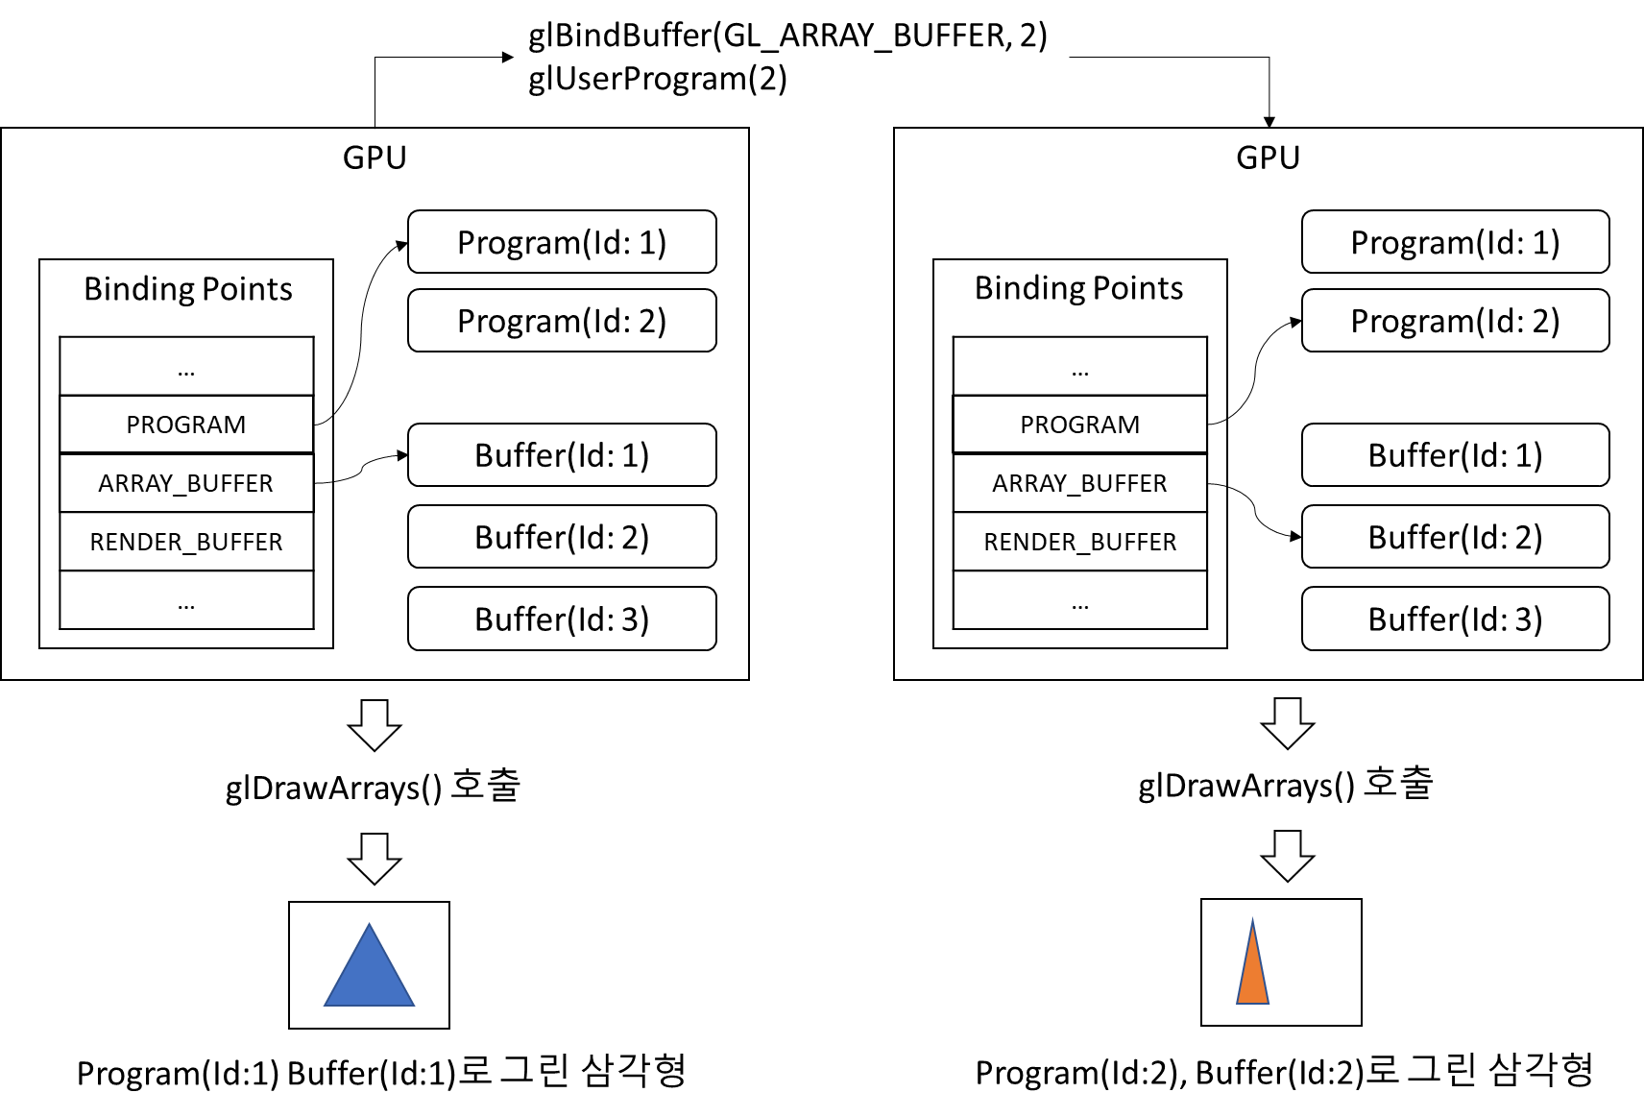 glBindBuffer(GL_ARRAY_BUFFER, 2)
glUserProgram(2)
GPU
Program(Id: 1)
Program(Id: 2)
Binding Points
...
PROGRAM
ARRAY_BUFFER
RENDER_BUFFER
...
Buffer(Id: 1)
Buffer(Id: 2)
Buffer(Id: 3)
glDrawArrays() 호출
Program(Id:1) Buffer(Id:1)로 그린 삼각형
GPU
Program(Id: 1)
Program(Id: 2)
Binding Points
...
PROGRAM
ARRAY_BUFFER
RENDER_BUFFER
...
Buffer(Id: 1)
Buffer(Id: 2)
Buffer(Id: 3)
glDrawArrays() 호출
Program(Id:2), Buffer(Id:2)로 그린 삼각형